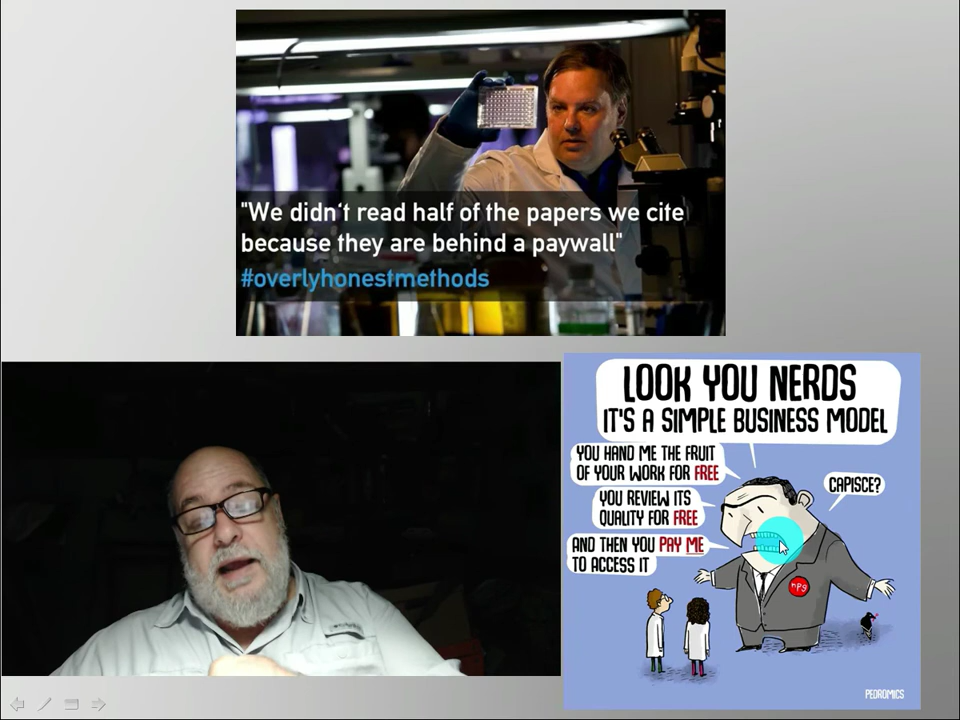 "We didn't read half of the papers we cite
because they are behind a paywall"
#overlyhonestmethods
LOOK YOU NERDS
IT'S A SIMPLE BUSINESS MODEL
YOU HAND ME THE FRUIT
OF YOUR WORK FOR FREE
CAPISCE?
YOU REVIEW ITS
QUALITY FOR FREE
AND THEN YOU PAY ME
TO ACCESS IT
npg
PEDROMICS